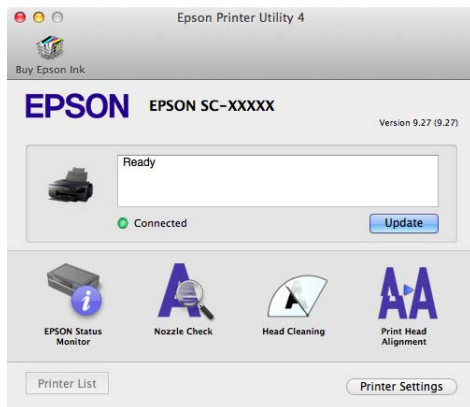 Epson Printer Utility 4
Buy Epson Ink
EPSON
EPSON SC-XXXXX
Version 9.27 (9.27)
Ready
Connected
Update
EPSON Status
Monitor
Nozzle Check
Head Cleaning
Print Head
Alignment
Printer List
Printer Settings